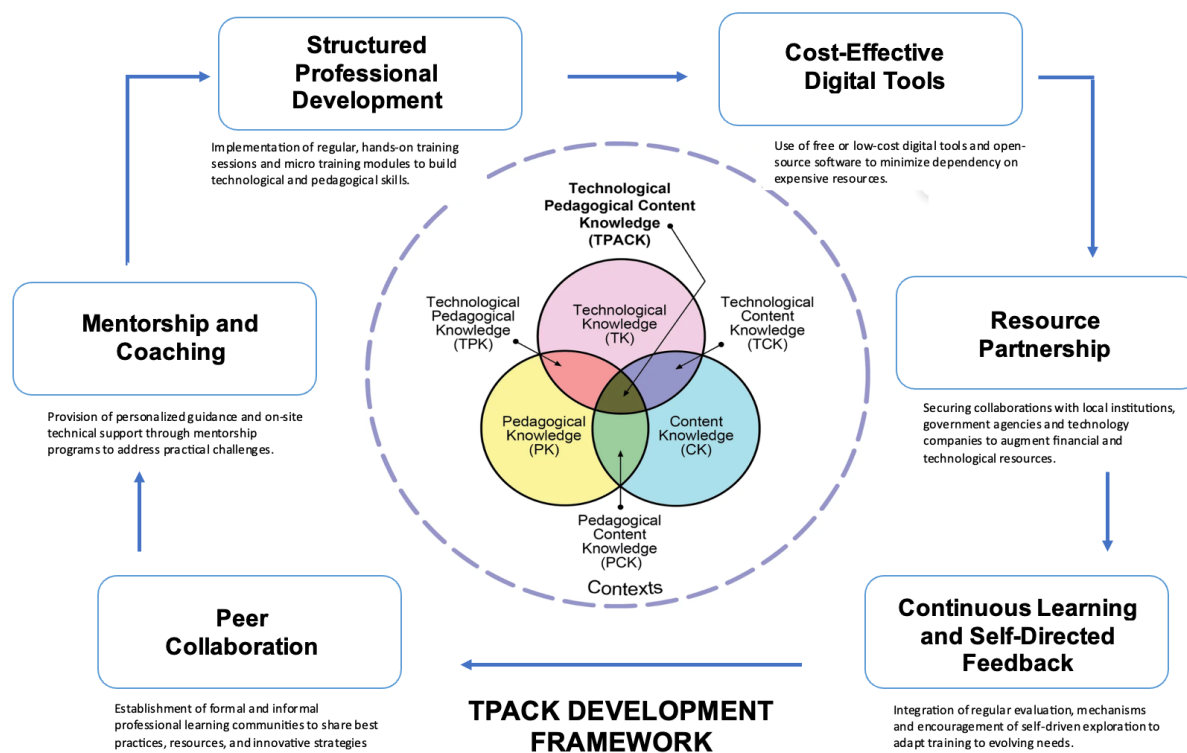 Structured
Professional
Development
Implementation of regular, hands-on training
sessions and micro training modules to build
technological and pedagogical skills.
Cost-Effective
Digital Tools
Use of free or low-cost digital tools and open-
source software to minimize dependency on
expensive resources.
Technological
Pedagogical Content
Knowledge
(TPACK)
Technological
Pedagogical
Knowledge
(TPK)
Technological
Knowledge
(TK)
Technological
Content
Knowledge
(TCK)
Pedagogical
Knowledge
(PK)
Content
Knowledge
(CK)
Pedagogical
Content
Knowledge
(PCK)
Contexts
Mentorship and
Coaching
Provision of personalized guidance and on-site
technical support through mentorship
programs to address practical challenges.
Resource
Partnership
Securing collaborations with local institutions,
government agencies and technology
companies to augment financial and
technological resources.
Peer
Collaboration
Establishment of formal and informal
professional learning communities to share best
practices, resources, and innovative strategies
Continuous Learning
and Self-Directed
Feedback
Integration of regular evaluation, mechanisms
and encouragement of self-driven exploration to
adapt training to evolving needs.
TPACK DEVELOPMENT
FRAMEWORK